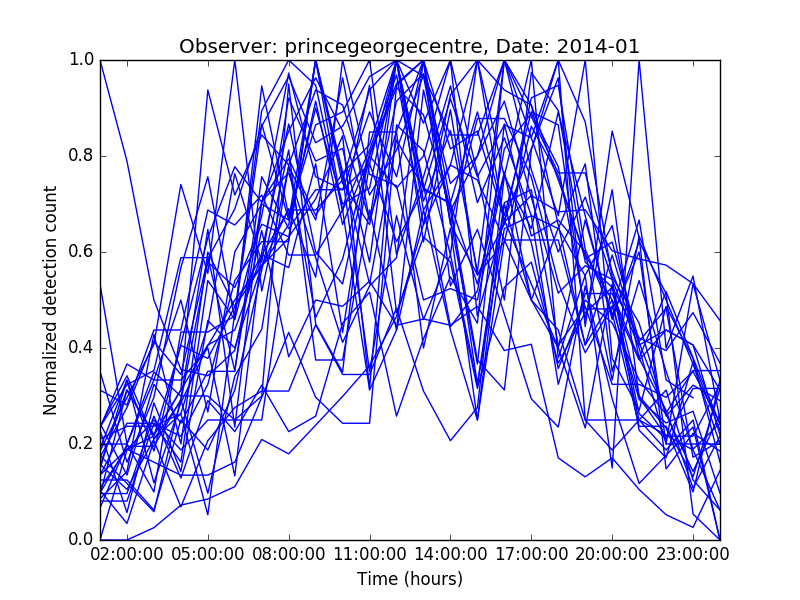 Observer: princegeorgecentre, Date: 2014-01
Normalized detection count
1.0
0.8
0.6
0.4
0.2
0.0
02:00:00 05:00:00 08:00:00 11:00:00 14:00:00 17:00:00 20:00:00 23:00:00
Time (hours)